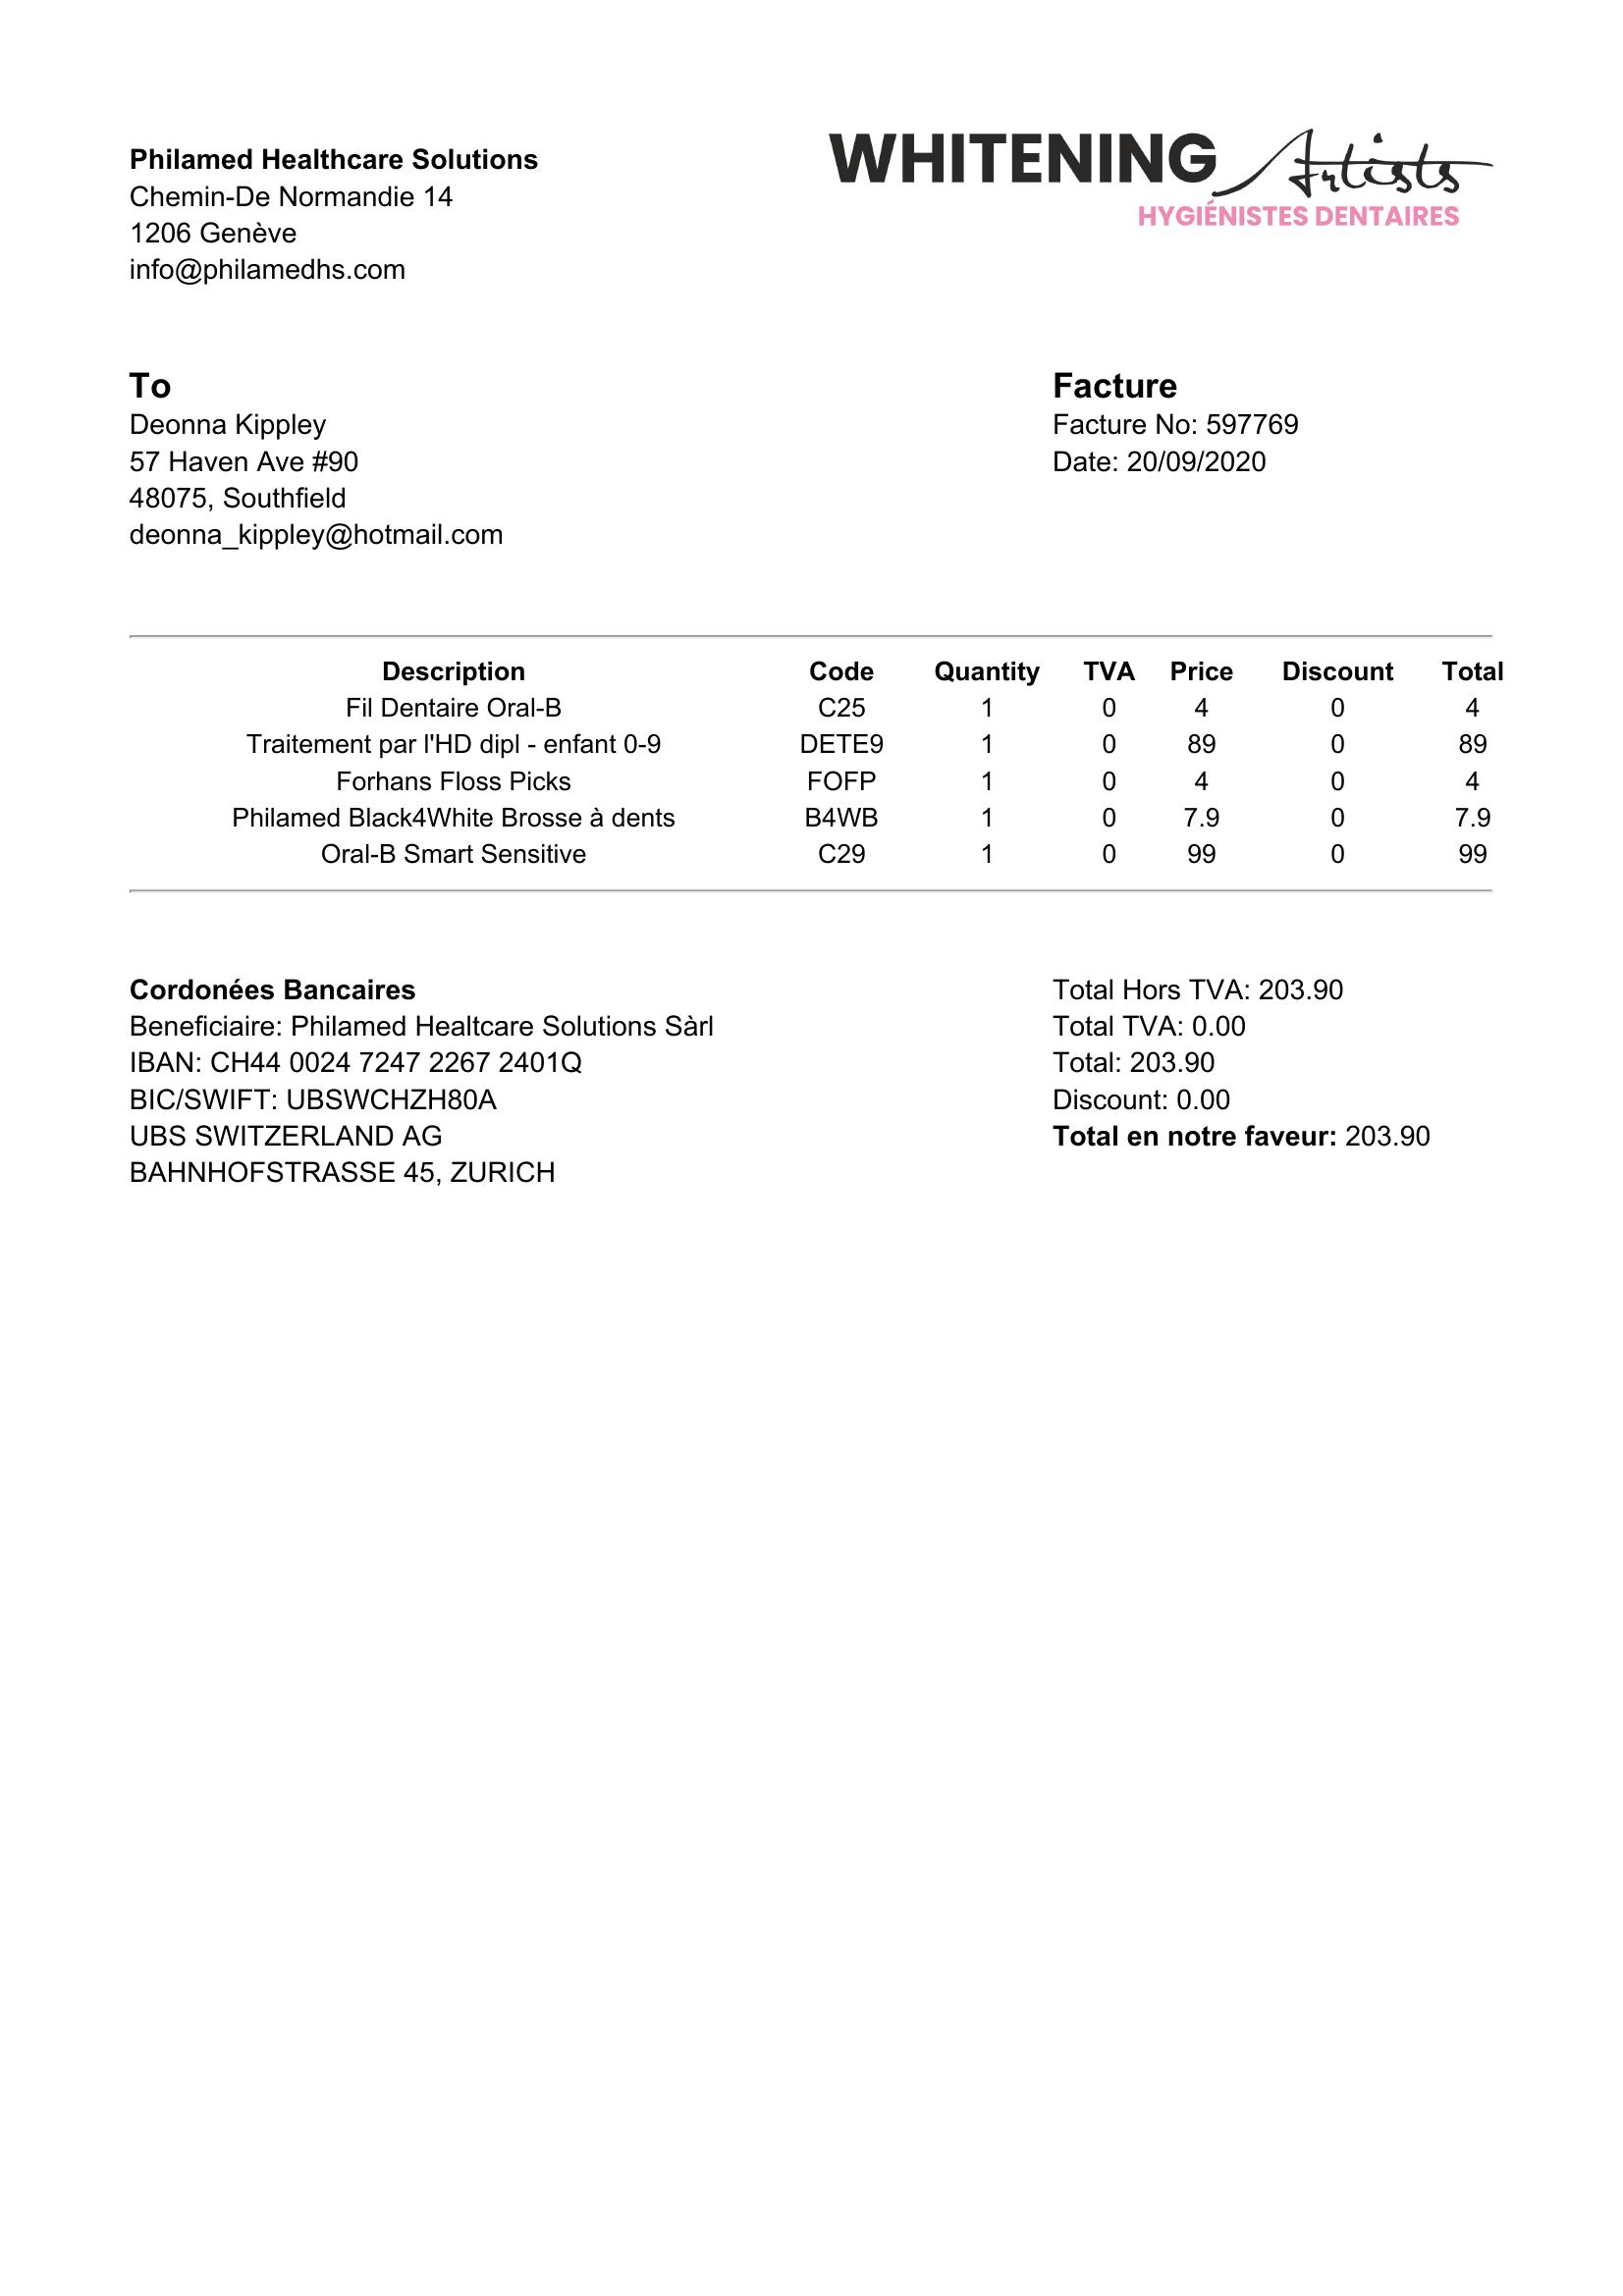 Philamed Healthcare Solutions
Chemin-De Normandie 14
1206 Genève
info@philamedhs.com
WHITENING Artists
HYGIÉNISTES DENTAIRES
To
Deonna Kippley
57 Haven Ave #90
48075, Southfield
deonna_kippley@hotmail.com
Facture
Facture No: 597769
Date: 20/09/2020
Description Code Quantity TVA Price Discount Total
Fil Dentaire Oral-B C25 1 0 4 0 4
Traitement par l'HD dipl - enfant 0-9 DETE9 1 0 89 0 89
Forhans Floss Picks FOFP 1 0 4 0 4
Philamed Black4White Brosse à dents B4WB 1 0 7.9 0 7.9
Oral-B Smart Sensitive C29 1 0 99 0 99
Cordonées Bancaires
Beneficiaire: Philamed Healtcare Solutions Sàrl
IBAN: CH44 0024 7247 2267 2401Q
BIC/SWIFT: UBSWCHZH80A
UBS SWITZERLAND AG
BAHNHOFSTRASSE 45, ZURICH
Total Hors TVA: 203.90
Total TVA: 0.00
Total: 203.90
Discount: 0.00
Total en notre faveur: 203.90